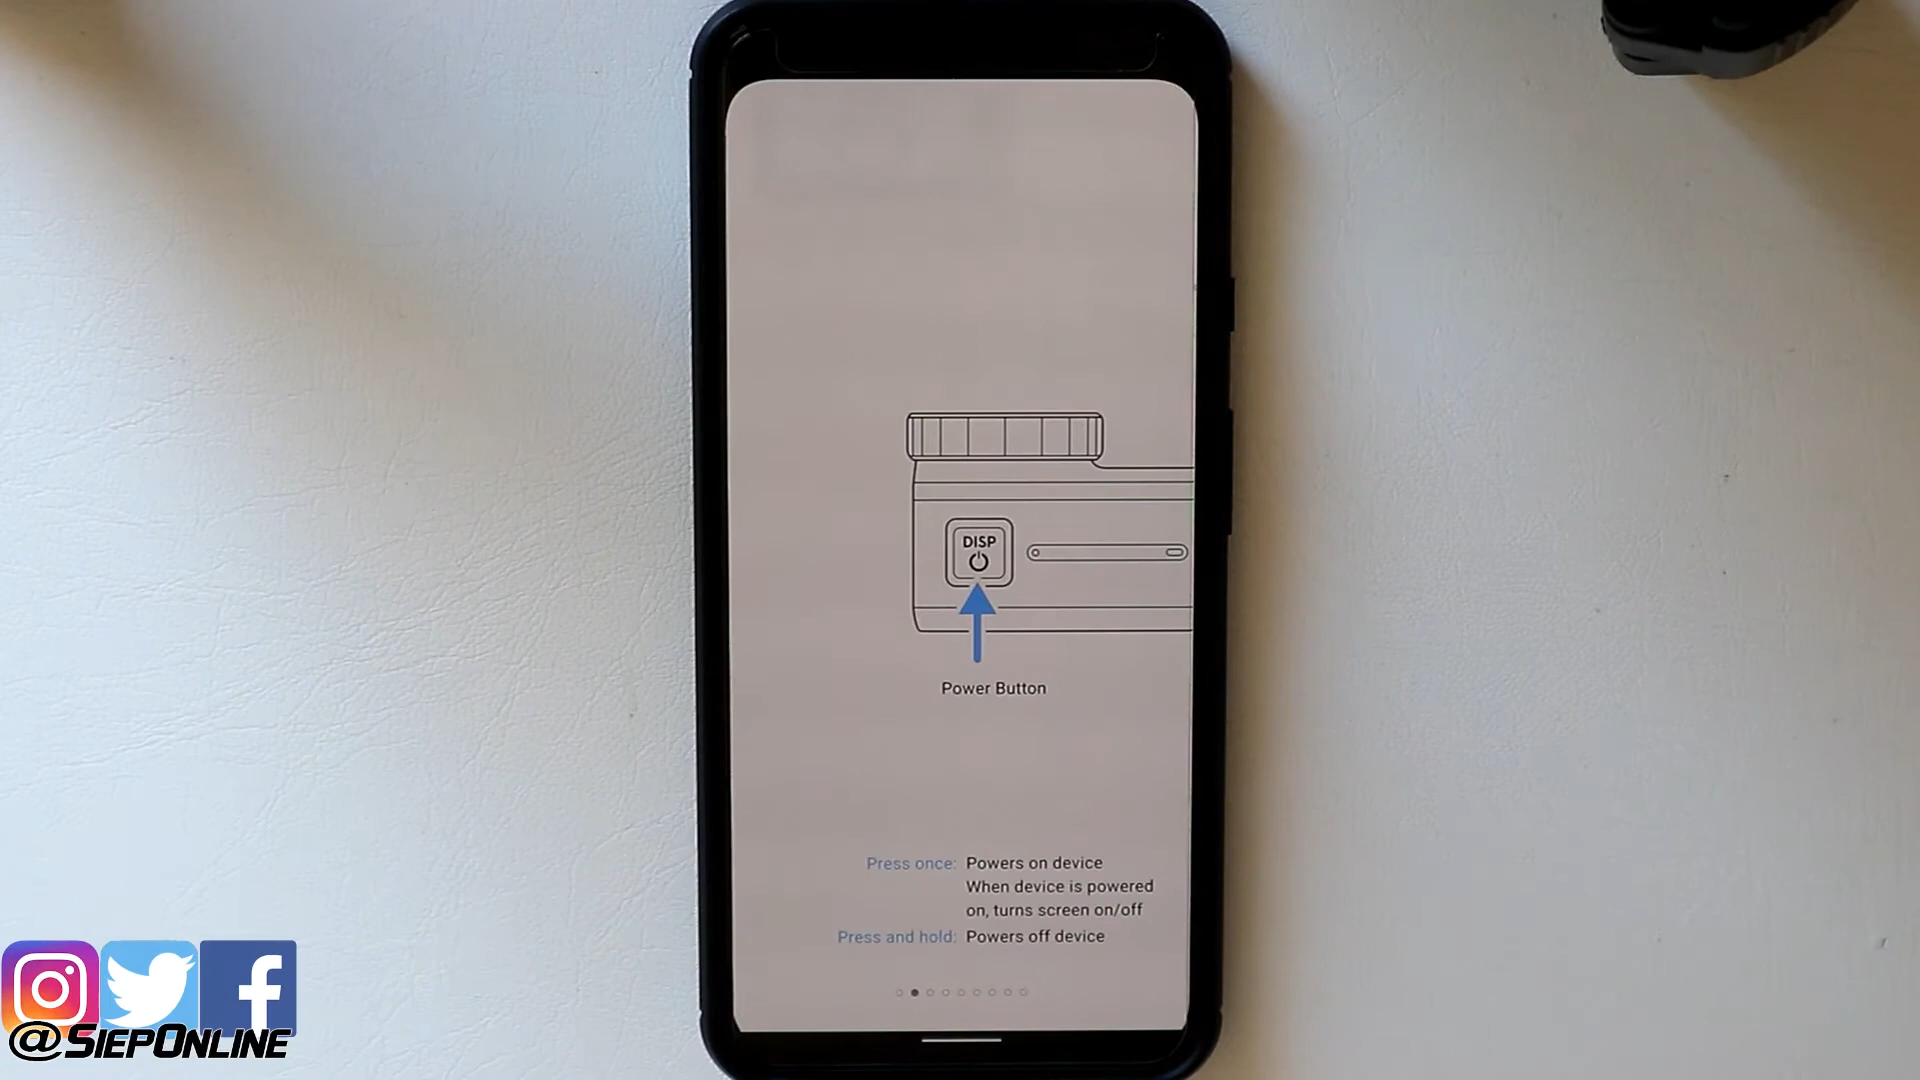 DISP
Power Button
Press once: Powers on device
When device is powered
on, turns screen on/off
Press and hold: Powers off device
@SiepOnline